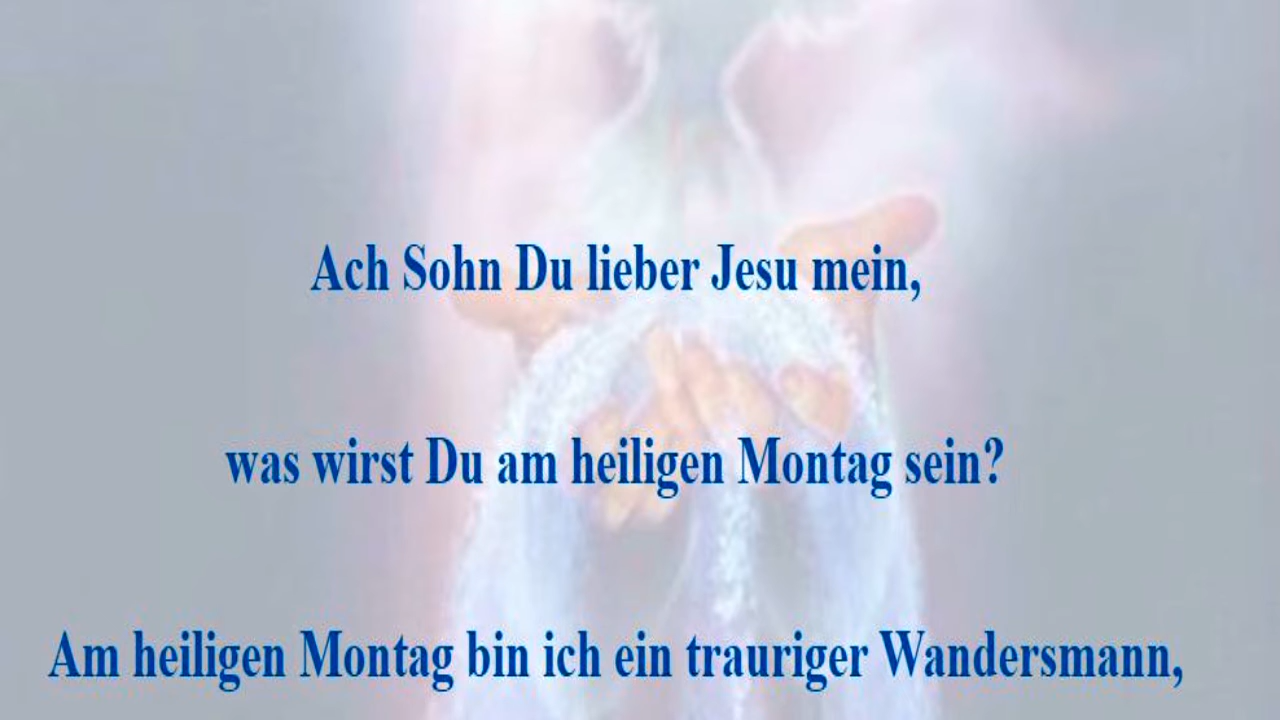 Ach Sohn Du lieber Jesu mein,
was wirst Du am heiligen Montag sein?
Am heiligen Montag bin ich ein trauriger Wandersmann,